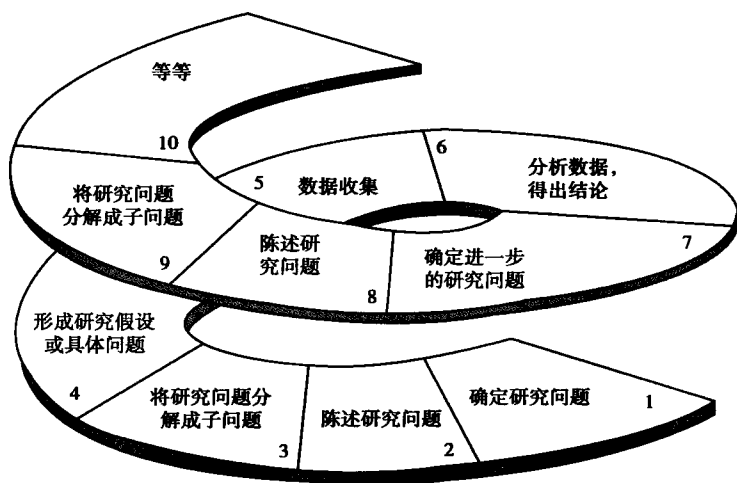 等等
10
6
分析数据，
得出结论
5
数据收集
将研究问题
分解成子问题
9
陈述研
究问题
8
确定进一步
的研究问题
7
形成研究假设
或具体问题
4
将研究问题分
解成子问题
3
陈述研究问题
2
确定研究问题
1